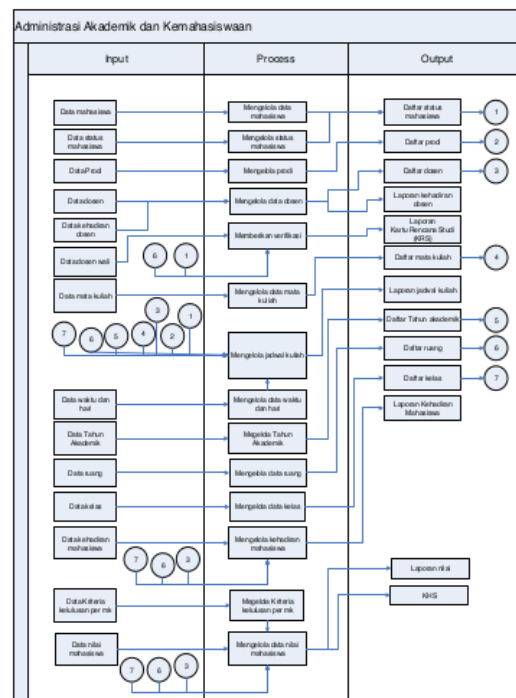 Administrasi Akademik dan Kemahasiswaan
Input
Process
Output
Data mahasiswa
Mengelola data
mahasiswa
Daftar status
mahasiswa
1
Data status
mahasiswa
Mengelola status
mahasiswa
Daftar prodi
2
Data Prodi
Mengelola prodi
Daftar dosen
3
Data dosen
Mengelola data dosen
Laporan kehadiran
dosen
Data kehadiran
dosen
Memberikan verifikasi
Laporan
Kartu Rencana Studi
(KRS)
Data dosen wali
6
1
Daftar mata kuliah
4
Data mata kuliah
Mengelola data mata
kuliah
Laporan jadwal kuliah
7
6
5
4
3
2
1
Mengelola jadwal kuliah
Daftar Tahun akademik
5
Daftar ruang
6
Daftar kelas
7
Data waktu dan
hari
Mengelola data waktu
dan hari
Laporan Kehadiran
Mahasiswa
Data Tahun
Akademik
Megelola Tahun
Akademik
Data ruang
Mengelola data ruang
Data kelas
Mengelola data kelas
Data kehadiran
mahasiswa
Mengelola kehadiran
mahasiswa
7
6
3
Laporan nilai
Data Kriteria
kelulusan per mk
Megelola Kriteria
kelulusan per mk
KHS
Data nilai
mahasiswa
Mengelola data nilai
mahasiswa
7
6
3